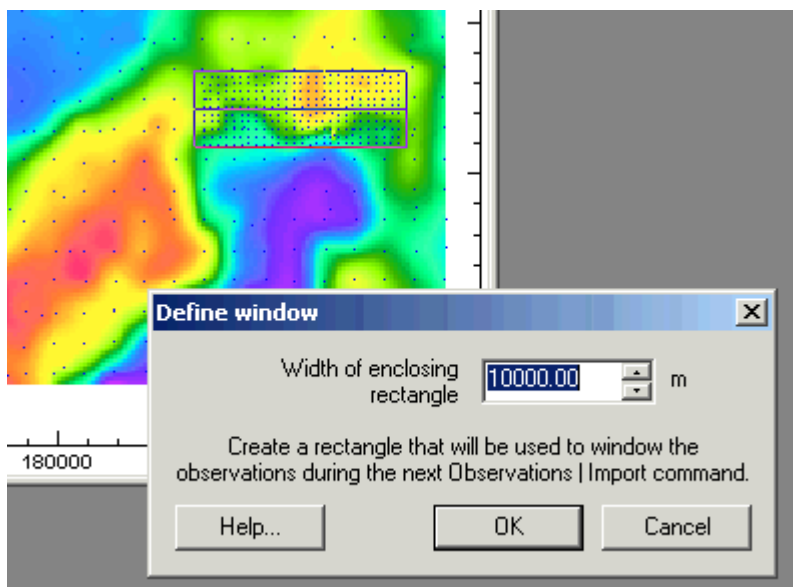 Define window
Width of enclosing
rectangle
10000.00
m
180000
Create a rectangle that will be used to window the
observations during the next Observations | Import command.
Help...
OK
Cancel